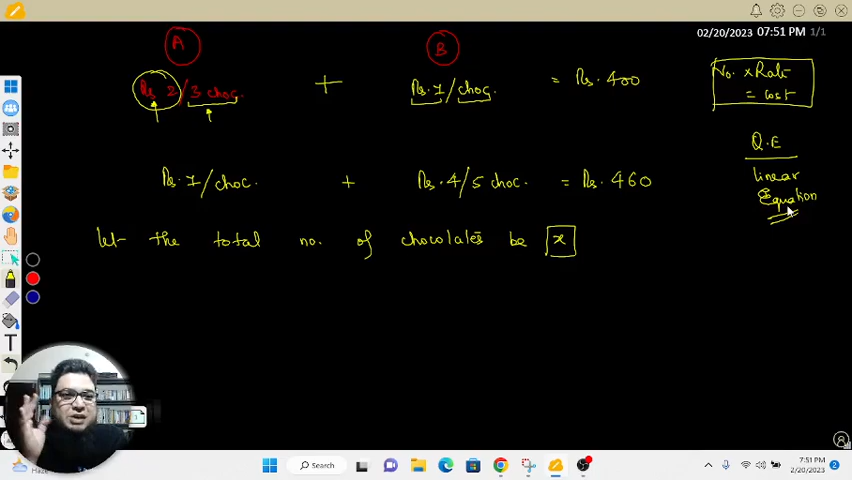 02/20/2023 07:51 PM 1/1
A B
Rs 2/3 choc. + Rs.1/choc. = Rs.400
No. x Rate
= cost
Q.E
linear
Equation
Rs.1/choc. + Rs.4/5 choc. = Rs.460
let the total no. of chocolates be x
T
Haze
Search
7:51 PM
2/20/2023
2